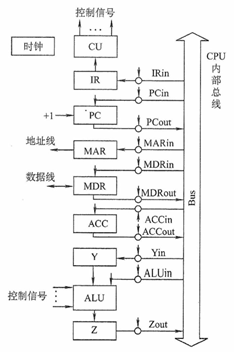 控制信号
时钟
CU
CPU
内
部
总
线
IR
IRin
PCin
+1
PC
PCout
地址线
MAR
MARin
MDRin
数据线
MDR
MDRout
Bus
ACC
ACCin
ACCout
Y
Yin
ALUin
控制信号
ALU
Z
Zout